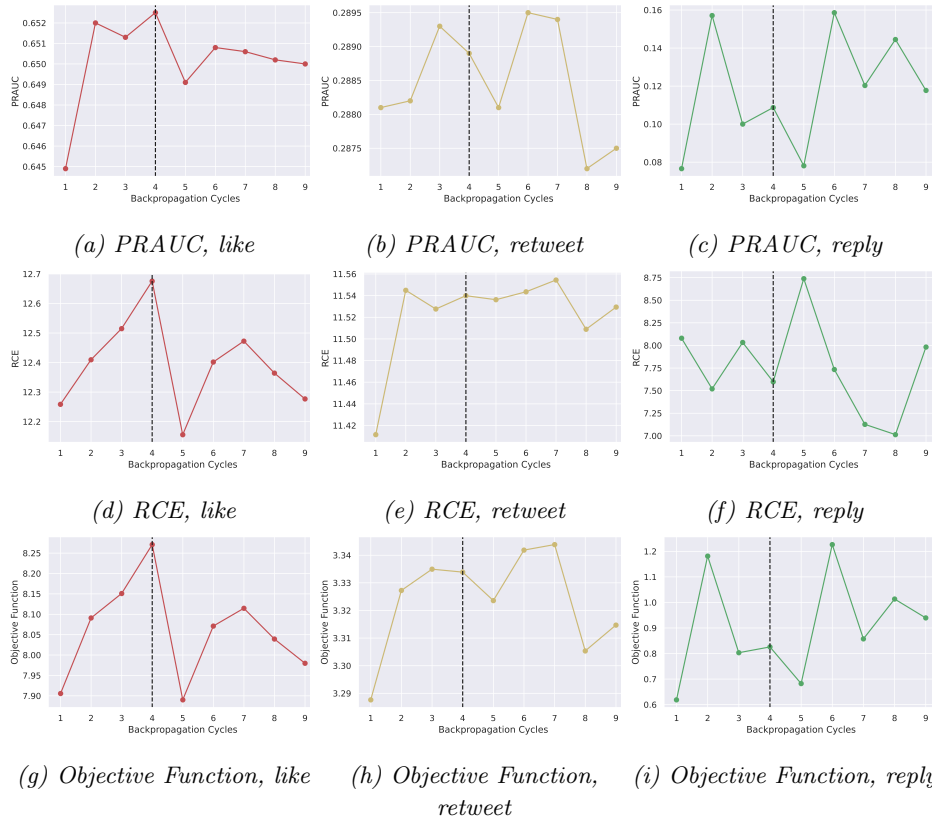 0.652
0.651
0.650
0.649
0.648
0.647
0.646
0.645
PRAUC
1 2 3 4 5 6 7 8 9
Backpropagation Cycles
(a) PRAUC, like
0.2895
0.2890
0.2885
0.2880
0.2875
PRAUC
1 2 3 4 5 6 7 8 9
Backpropagation Cycles
(b) PRAUC, retweet
0.16
0.14
0.12
0.10
0.08
PRAUC
1 2 3 4 5 6 7 8 9
Backpropagation Cycles
(c) PRAUC, reply
12.7
12.6
12.5
12.4
12.3
12.2
RCE
1 2 3 4 5 6 7 8 9
Backpropagation Cycles
(d) RCE, like
11.56
11.54
11.52
11.50
11.48
11.46
11.44
11.42
RCE
1 2 3 4 5 6 7 8 9
Backpropagation Cycles
(e) RCE, retweet
8.75
8.50
8.25
8.00
7.75
7.50
7.25
7.00
RCE
1 2 3 4 5 6 7 8 9
Backpropagation Cycles
(f) RCE, reply
8.25
8.20
8.15
8.10
8.05
8.00
7.95
7.90
Objective Function
1 2 3 4 5 6 7 8 9
Backpropagation Cycles
(g) Objective Function, like
3.34
3.33
3.32
3.31
3.30
3.29
Objective Function
1 2 3 4 5 6 7 8 9
Backpropagation Cycles
(h) Objective Function,
retweet
1.2
1.1
1.0
0.9
0.8
0.7
0.6
Objective Function
1 2 3 4 5 6 7 8 9
Backpropagation Cycles
(i) Objective Function, reply